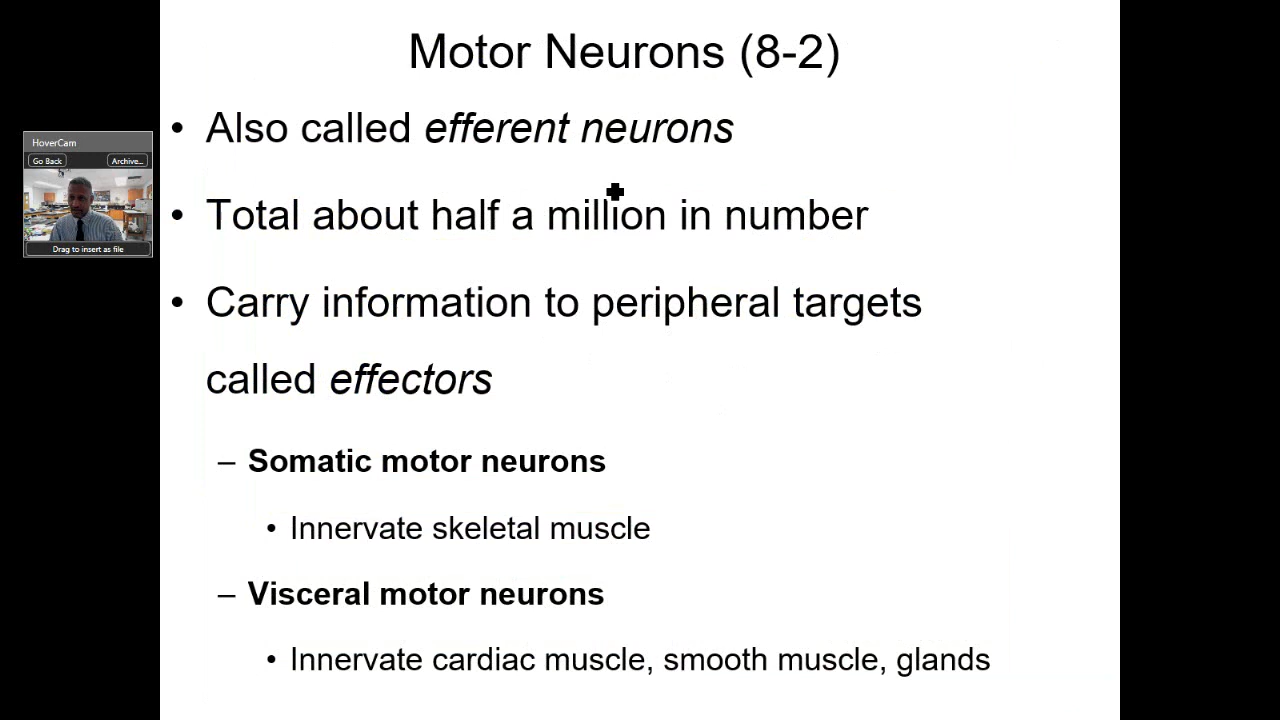 Motor Neurons (8-2)
• Also called efferent neurons
HoverCam
Go Back
Archive...
Drag to insert as file
• Total about half a million in number
• Carry information to peripheral targets
called effectors
– Somatic motor neurons
• Innervate skeletal muscle
– Visceral motor neurons
• Innervate cardiac muscle, smooth muscle, glands